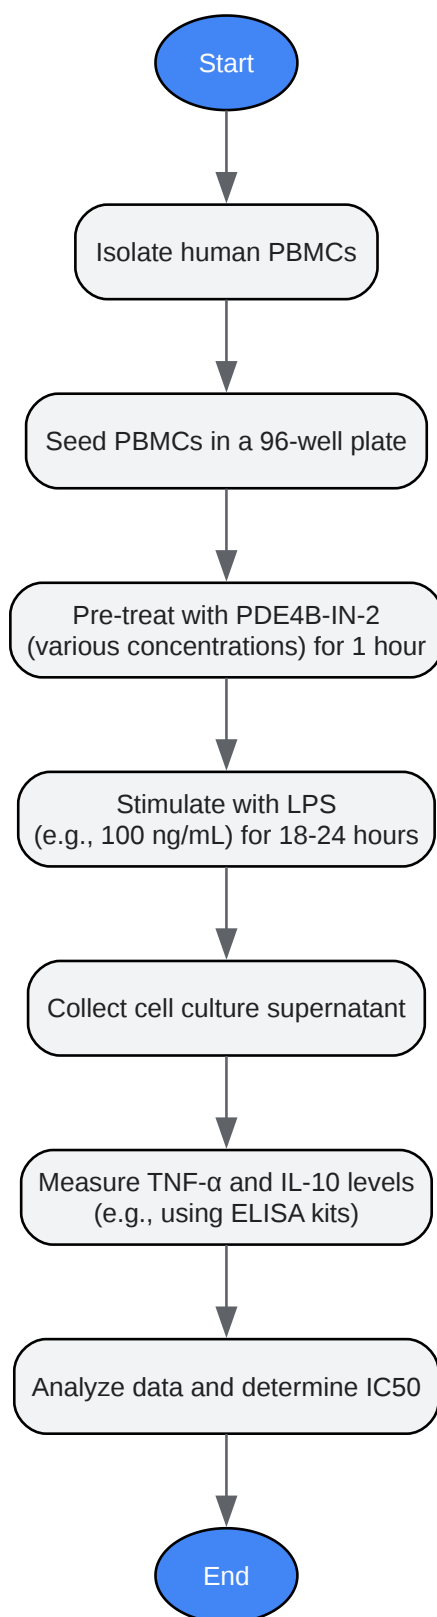 Start
Isolate human PBMCs
Seed PBMCs in a 96-well plate
Pre-treat with PDE4B-IN-2
(various concentrations) for 1 hour
Stimulate with LPS
(e.g., 100 ng/mL) for 18-24 hours
Collect cell culture supernatant
Measure TNF-α and IL-10 levels
(e.g., using ELISA kits)
Analyze data and determine IC50
End